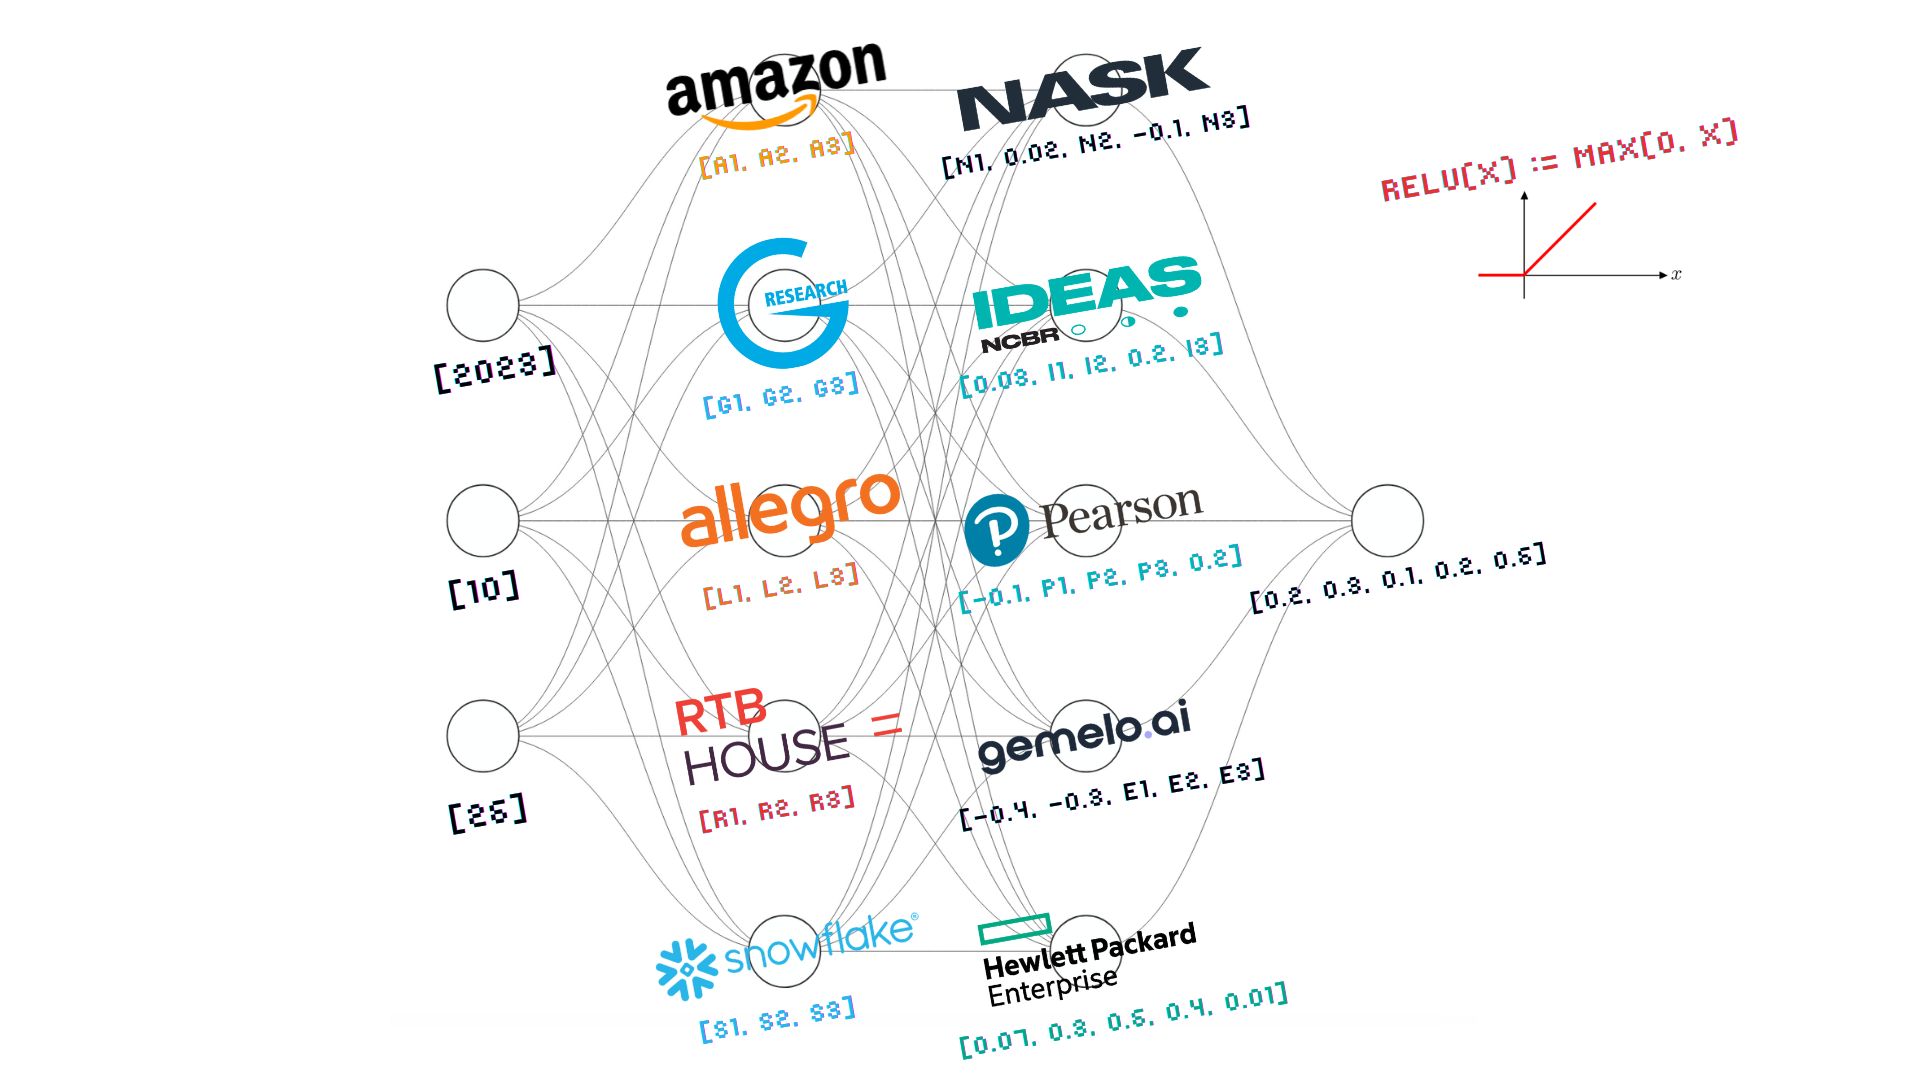 [2023]
[10]
[26]
amazon
[A1, A2, A3]
G RESEARCH
[G1, G2, G3]
allegro
[L1, L2, L3]
RTB
HOUSE =
[R1, R2, R3]
snowflake®
[S1, S2, S3]
NASK
[N1, 0.02, N2, -0.1, N3]
IDEAS
NCBR
[0.03, I1, I2, 0.2, I3]
Pearson
[-0.1, P1, P2, P3, 0.2]
gemelo.ai
[-0.4, -0.3, E1, E2, E3]
Hewlett Packard
Enterprise
[0.07, 0.3, 0.6, 0.4, 0.01]
[0.2, 0.3, 0.1, 0.2, 0.6]
RELU[X] := MAX[0, X]
x